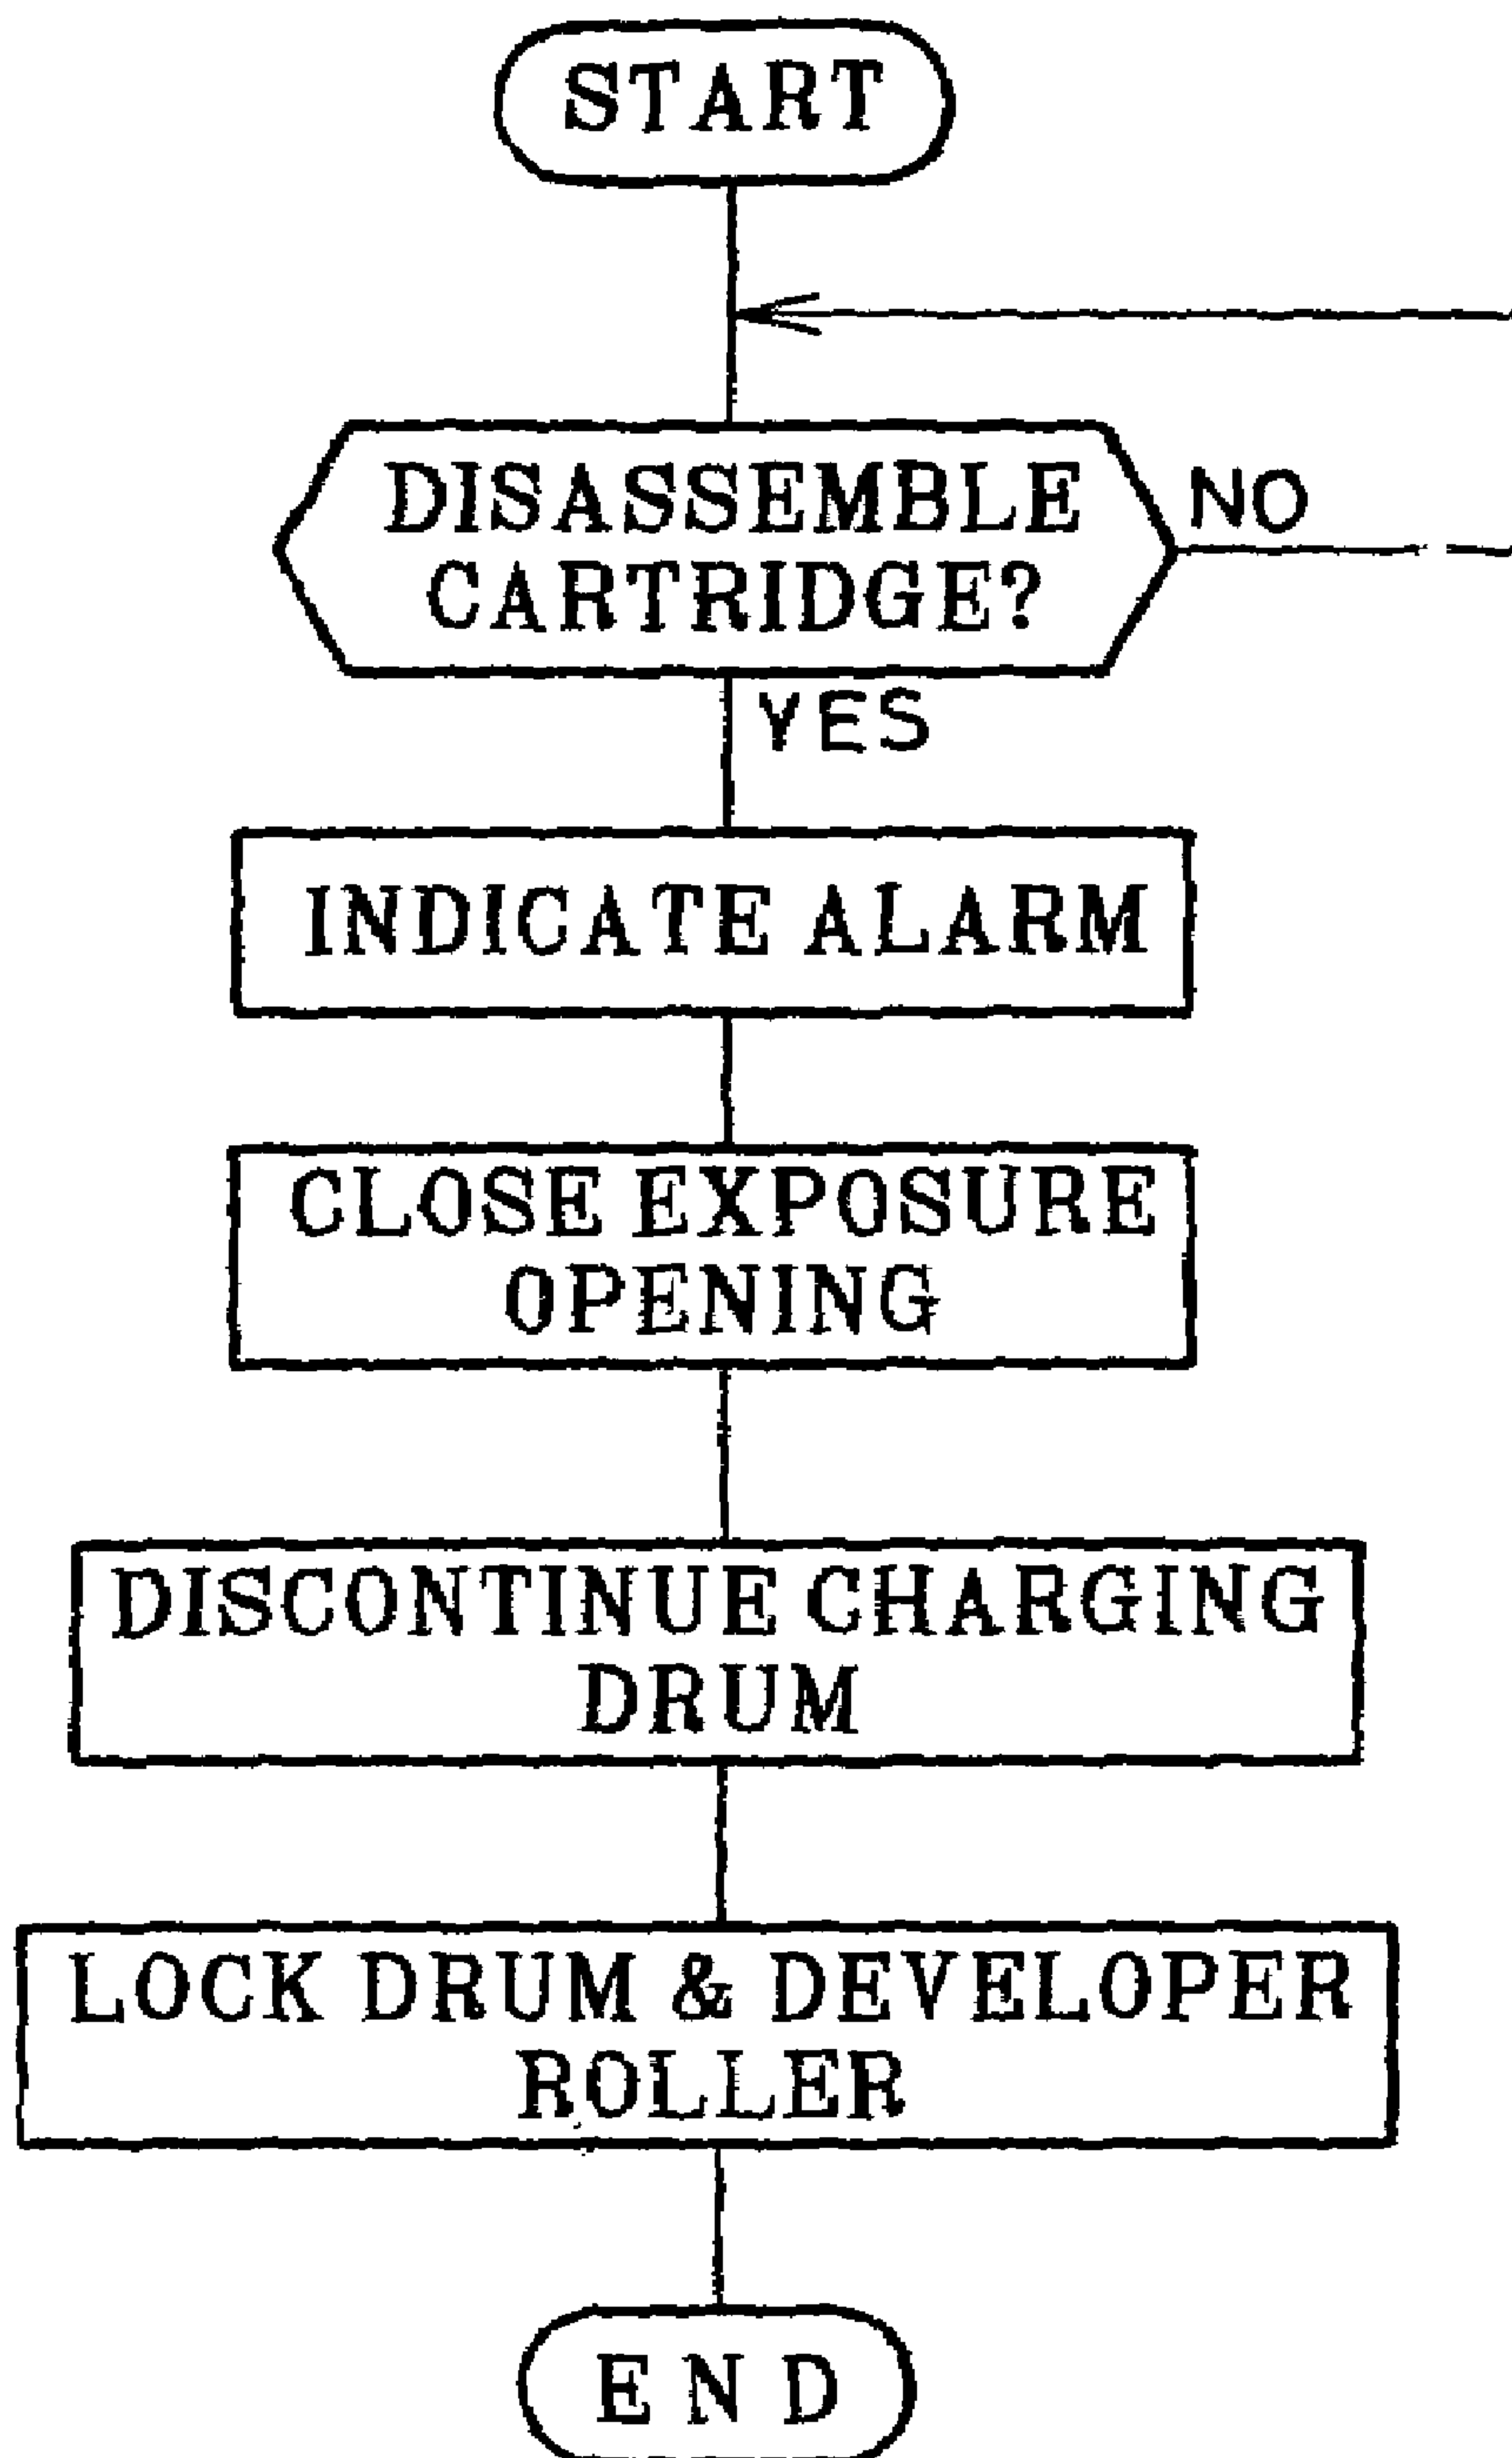 START
DISASSEMBLE
CARTRIDGE?
NO
YES
INDICATE ALARM
CLOSE EXPOSURE
OPENING
DISCONTINUE CHARGING
DRUM
LOCK DRUM & DEVELOPER
ROLLER
END